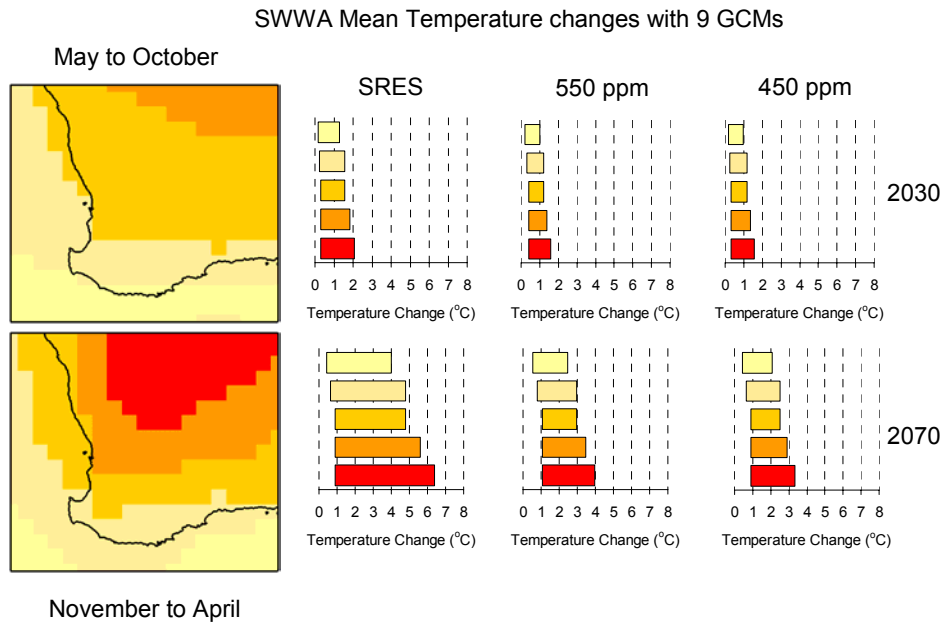 SWWA Mean Temperature changes with 9 GCMs
May to October
SRES
550 ppm
450 ppm
0 1 2 3 4 5 6 7 8
0 1 2 3 4 5 6 7 8
0 1 2 3 4 5 6 7 8
2030
Temperature Change (°C)
Temperature Change (°C)
Temperature Change (°C)
0 1 2 3 4 5 6 7 8
0 1 2 3 4 5 6 7 8
0 1 2 3 4 5 6 7 8
2070
Temperature Change (°C)
Temperature Change (°C)
Temperature Change (°C)
November to April